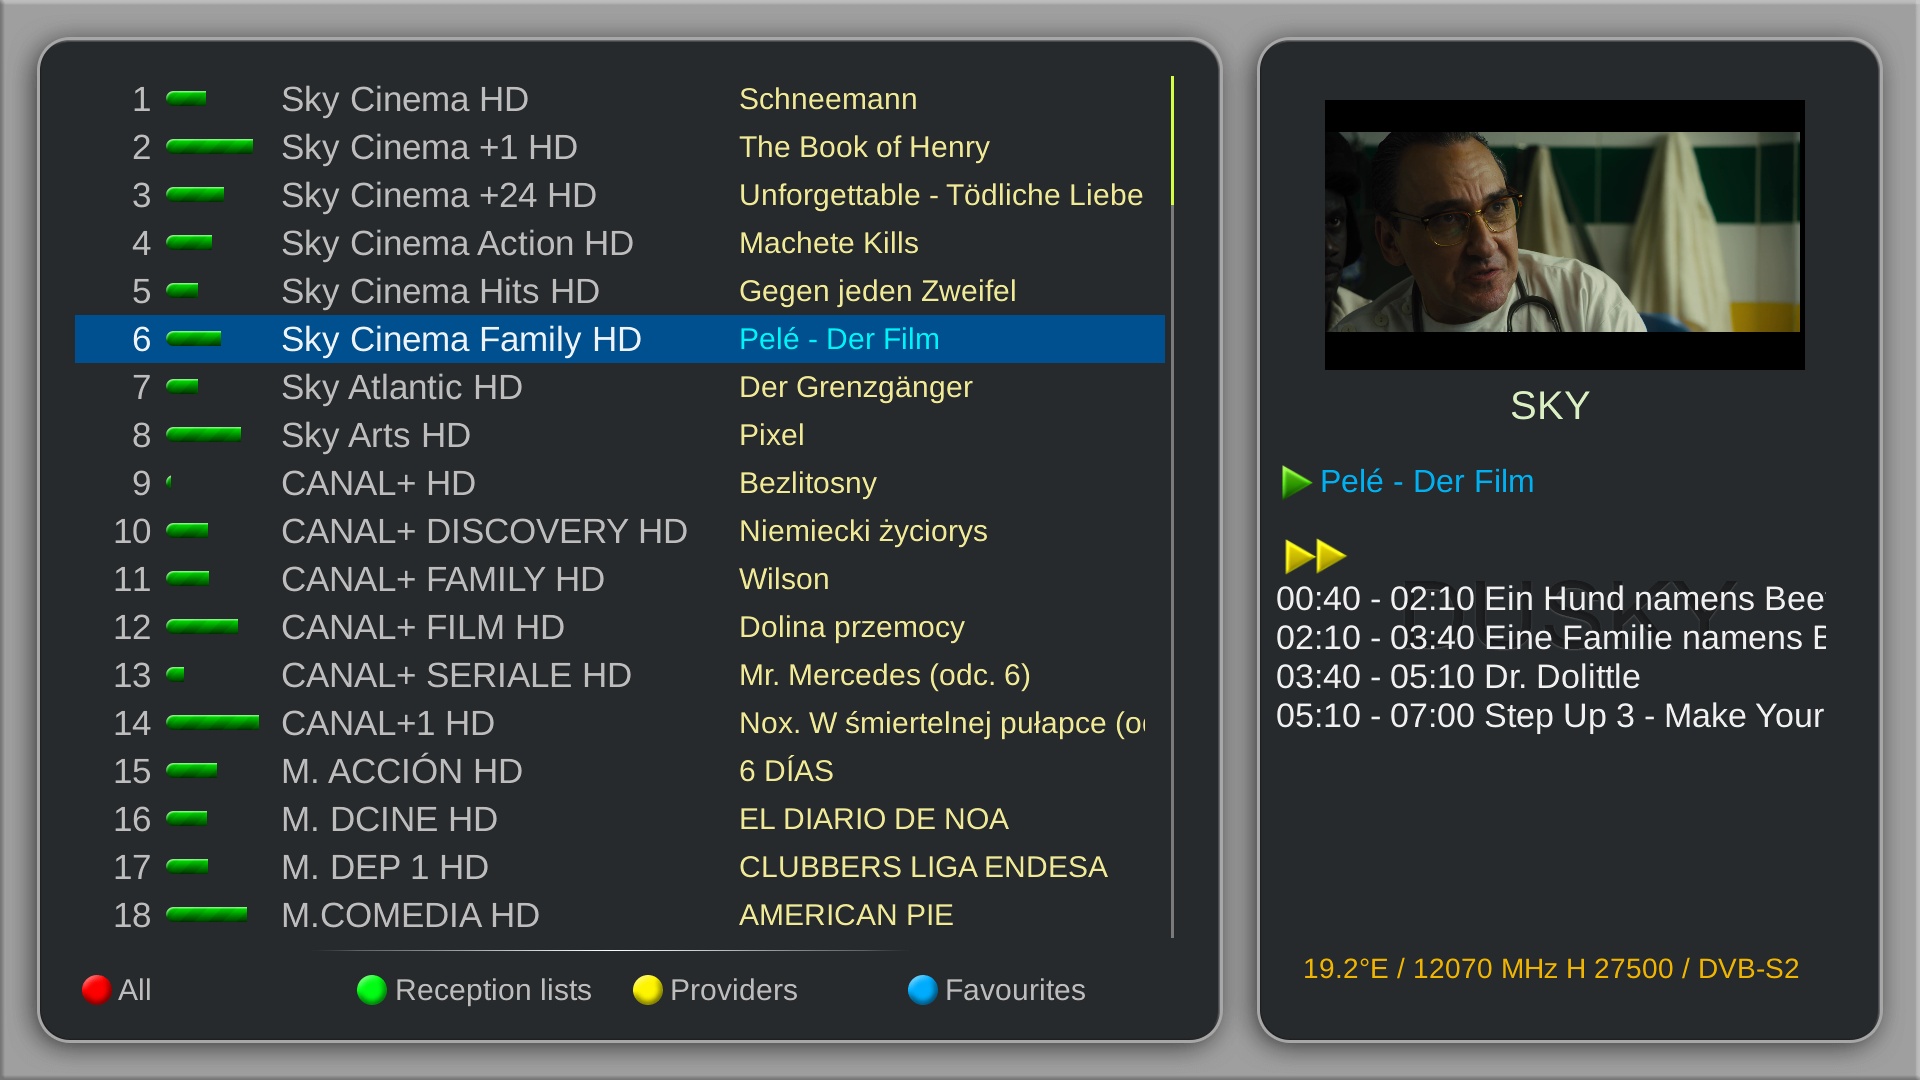 1 Sky Cinema HD Schneemann
2 Sky Cinema +1 HD The Book of Henry
3 Sky Cinema +24 HD Unforgettable - Tödliche Liebe
4 Sky Cinema Action HD Machete Kills
5 Sky Cinema Hits HD Gegen jeden Zweifel
6 Sky Cinema Family HD Pelé - Der Film
7 Sky Atlantic HD Der Grenzgänger
8 Sky Arts HD Pixel
9 CANAL+ HD Bezlitosny
10 CANAL+ DISCOVERY HD Niemiecki życiorys
11 CANAL+ FAMILY HD Wilson
12 CANAL+ FILM HD Dolina przemocy
13 CANAL+ SERIALE HD Mr. Mercedes (odc. 6)
14 CANAL+1 HD Nox. W śmiertelnej pułapce
15 M. ACCIÓN HD 6 DÍAS
16 M. DCINE HD EL DIARIO DE NOA
17 M. DEP 1 HD CLUBBERS LIGA ENDESA
18 M.COMEDIA HD AMERICAN PIE
All Reception lists Providers Favourites
SKY
Pelé - Der Film
DUSKY
00:40 - 02:10 Ein Hund namens
02:10 - 03:40 Eine Familie namens
03:40 - 05:10 Dr. Dolittle
05:10 - 07:00 Step Up 3 - Make Your
19.2°E / 12070 MHz H 27500 / DVB-S2